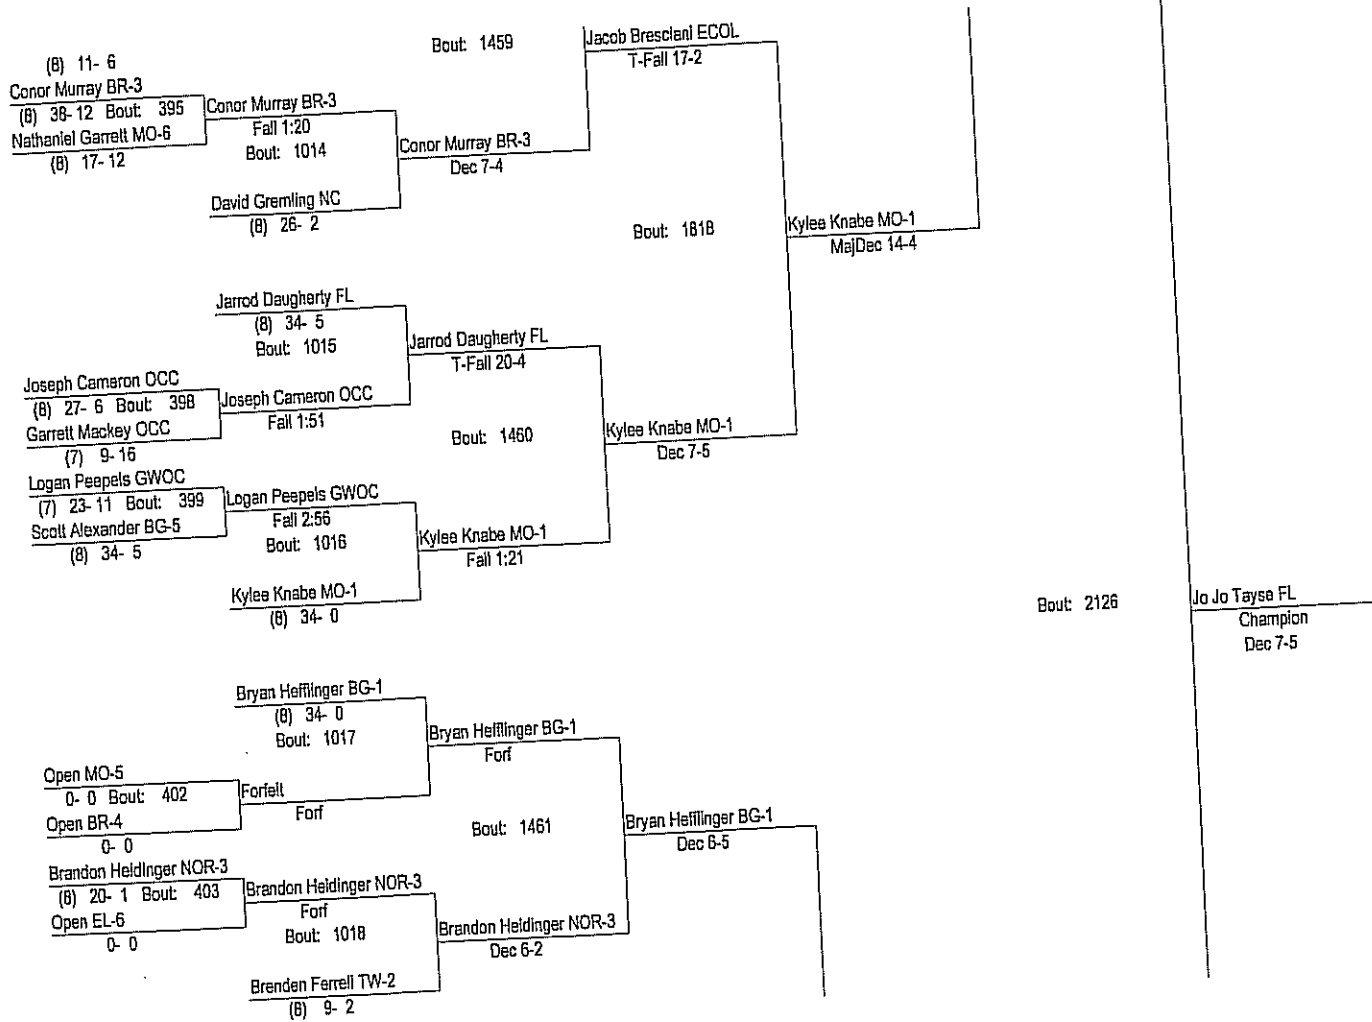 (8) 11- 6
Bout: 1459
Jacob Bresciani ECOL
T-Fall 17-2
Conor Murray BR-3
(8) 36- 12 Bout: 395
Nathaniel Garrett MO-6
(8) 17- 12
Conor Murray BR-3
Fall 1:20
Bout: 1014
Conor Murray BR-3
Dec 7-4
David Gremling NC
(8) 26- 2
Bout: 1818
Kylee Knabe MO-1
MajDec 14-4
Jarrod Daugherty FL
(8) 34- 5
Bout: 1015
Jarrod Daugherty FL
T-Fall 20-4
Joseph Cameron OCC
(8) 27- 6 Bout: 398
Garrett Mackey OCC
(7) 9- 16
Joseph Cameron OCC
Fall 1:51
Bout: 1460
Kylee Knabe MO-1
Dec 7-5
Logan Peepels GWOC
(7) 23- 11 Bout: 399
Scott Alexander BG-5
(8) 34- 5
Logan Peepels GWOC
Fall 2:56
Bout: 1016
Kylee Knabe MO-1
Fall 1:21
Kylee Knabe MO-1
(8) 34- 0
Bout: 2126
Jo Jo Tayse FL
Champion
Dec 7-5
Bryan Hefflinger BG-1
(8) 34- 0
Bout: 1017
Bryan Hefflinger BG-1
Forf
Open MO-5
0- 0 Bout: 402
Open BR-4
0- 0
Forfeit
Forf
Bout: 1461
Bryan Hefflinger BG-1
Dec 6-5
Brandon Heidinger NOR-3
(8) 20- 1 Bout: 403
Open EL-6
0- 0
Brandon Heidinger NOR-3
Forf
Bout: 1018
Brandon Heidinger NOR-3
Dec 6-2
Brenden Ferrell TW-2
(8) 9- 2